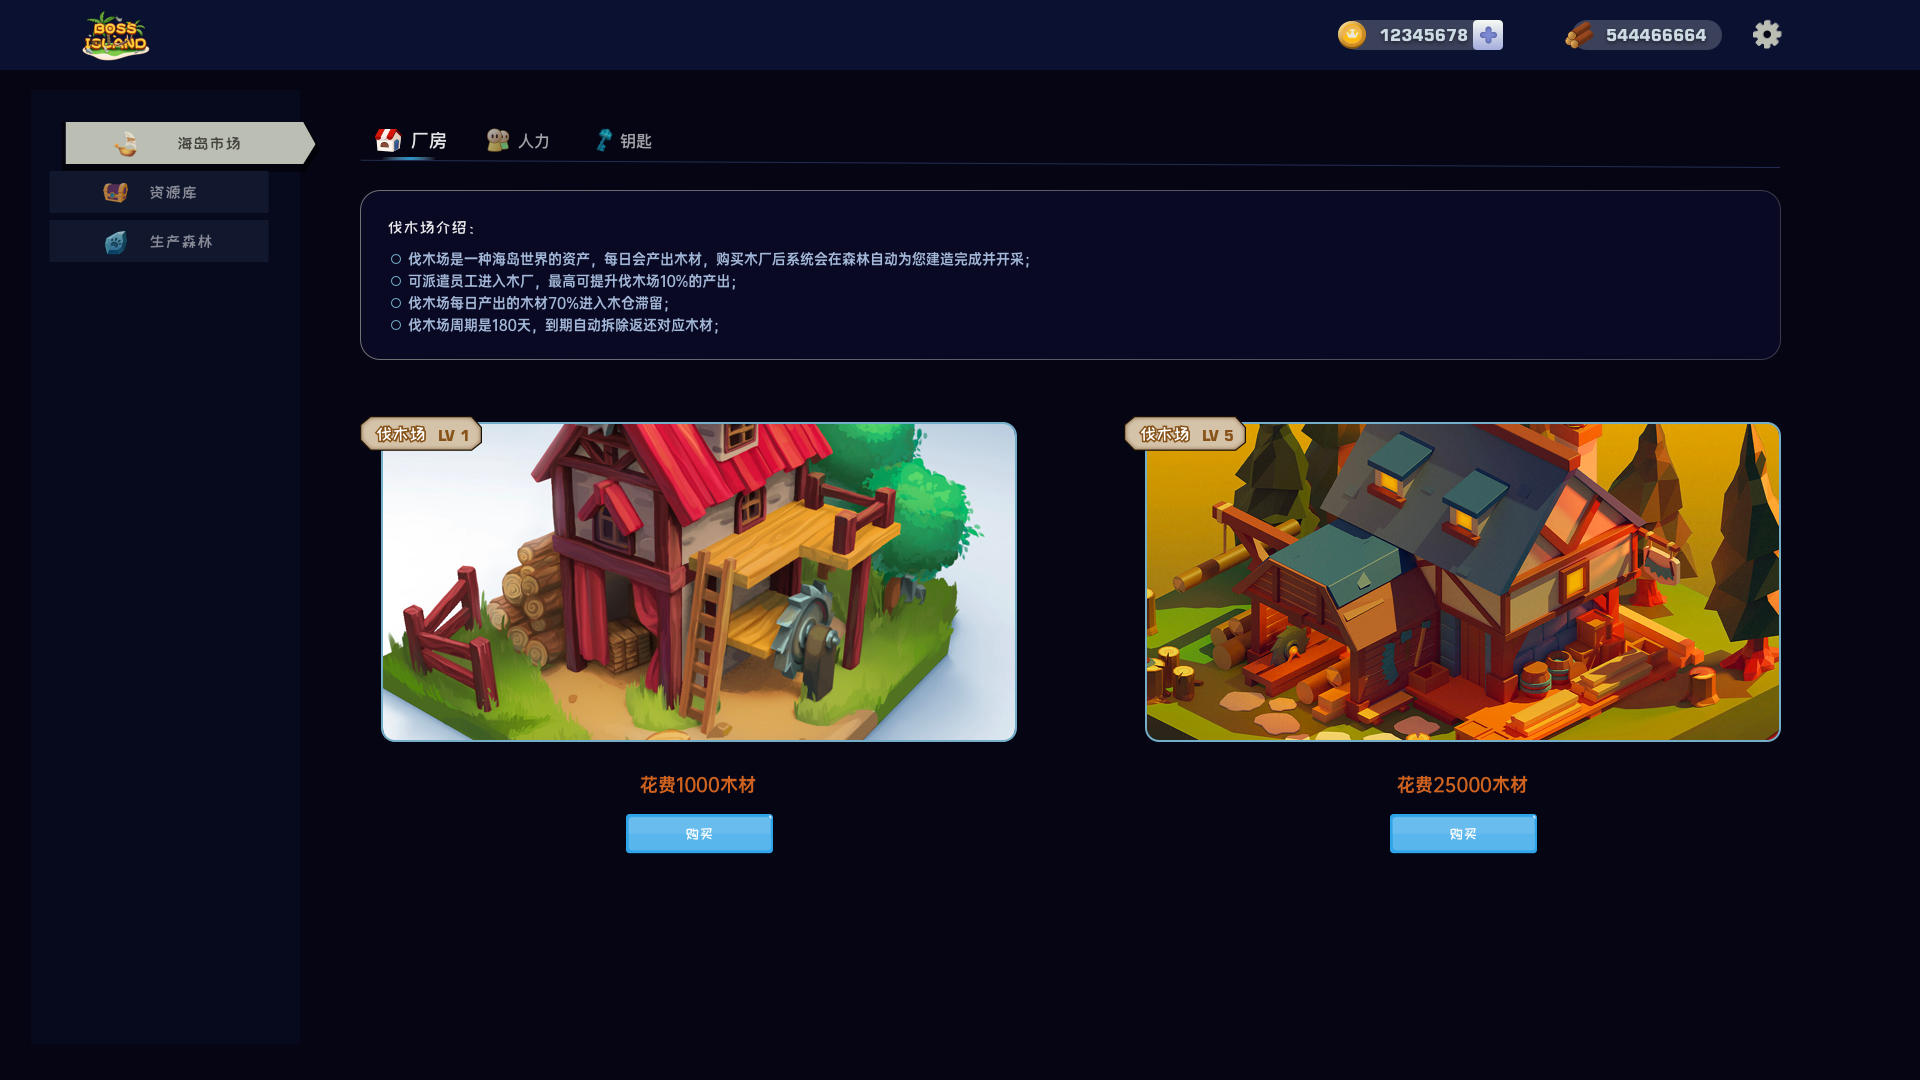 BOSS
ISLAND
12345678
544466664
海岛市场
资源库
生产森林
厂房
人力
钥匙
伐木场介绍：
伐木场是一种海岛世界的资产，每日会产出木材，购买木厂后系统会在森林自动为您建造完成并开采；
可派遣员工进入木厂，最高可提升伐木场10%的产出；
伐木场每日产出的木材70%进入木仓滞留；
伐木场周期是180天，到期自动拆除返还对应木材；
伐木场 LV 1
伐木场 LV 5
花费1000木材
花费25000木材
购买
购买